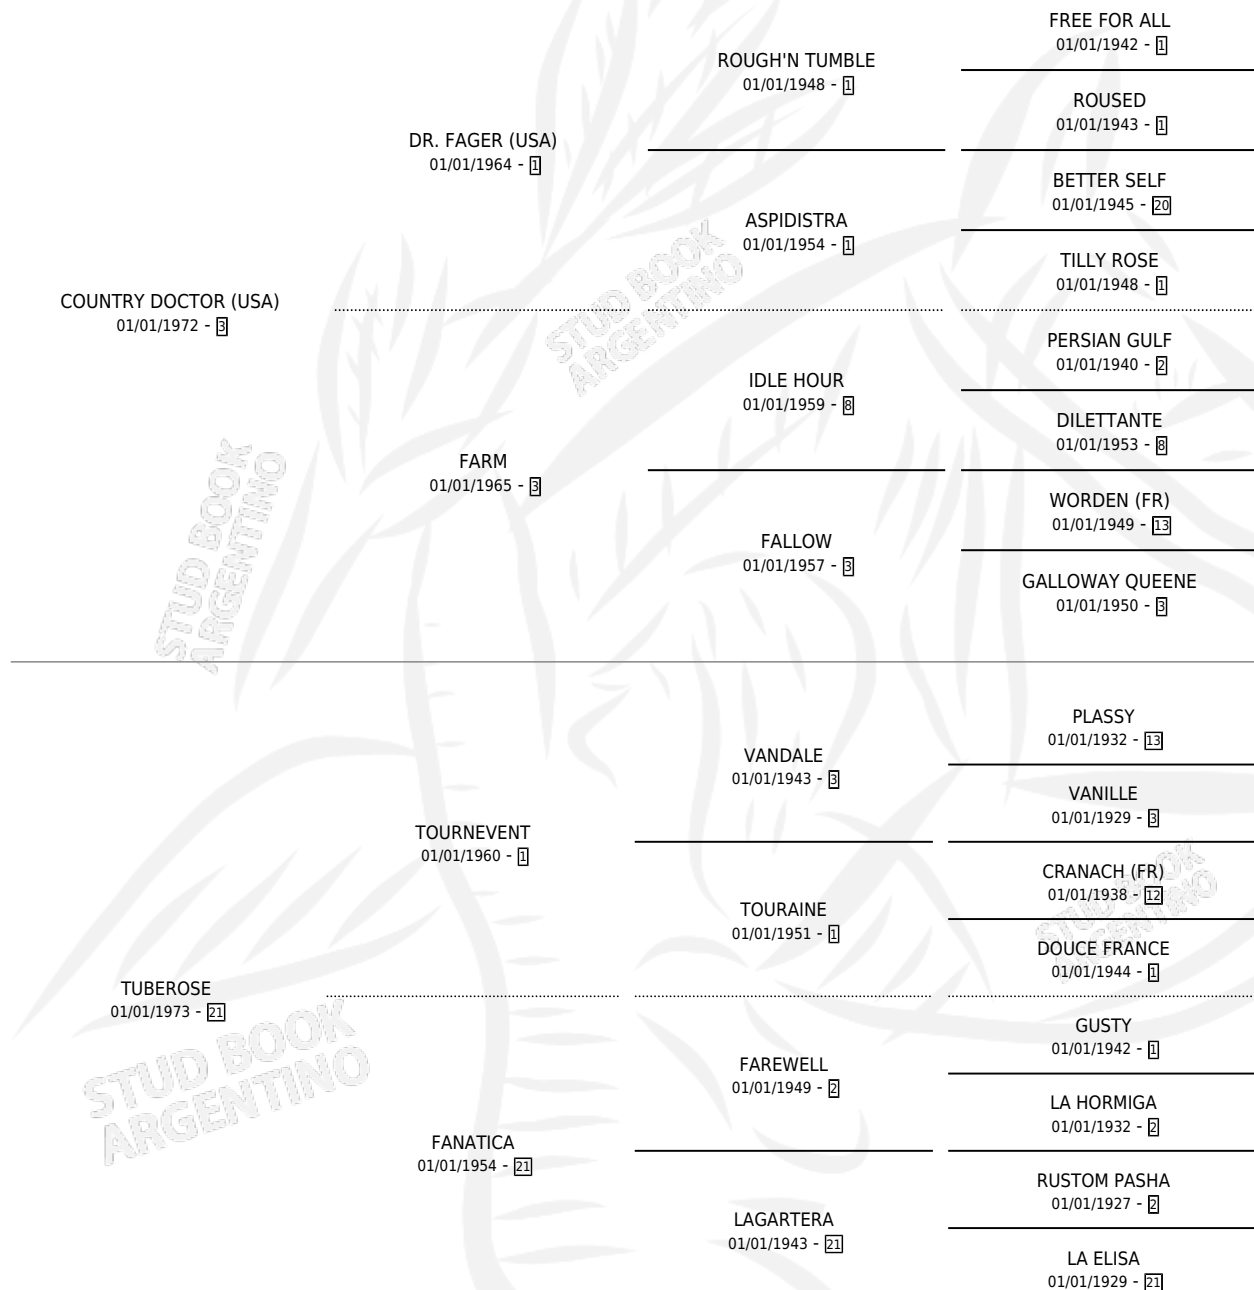 FREE FOR ALL
01/01/1942 - 1
ROUGH'N TUMBLE
01/01/1948 - 1
ROUSED
01/01/1943 - 1
DR. FAGER (USA)
01/01/1964 - 1
BETTER SELF
01/01/1945 - 20
ASPIDISTRA
01/01/1954 - 1
TILLY ROSE
01/01/1948 - 1
COUNTRY DOCTOR (USA)
01/01/1972 - 3
PERSIAN GULF
01/01/1940 - 2
IDLE HOUR
01/01/1959 - 8
DILETTANTE
01/01/1953 - 8
FARM
01/01/1965 - 3
WORDEN (FR)
01/01/1949 - 13
FALLOW
01/01/1957 - 3
GALLOWAY QUEENE
01/01/1950 - 3
PLASSY
01/01/1932 - 13
VANDALE
01/01/1943 - 3
VANILLE
01/01/1929 - 3
TOURNEVENT
01/01/1960 - 1
CRANACH (FR)
01/01/1938 - 12
TOURAINE
01/01/1951 - 1
DOUCE FRANCE
01/01/1944 - 1
TUBEROSE
01/01/1973 - 21
GUSTY
01/01/1942 - 1
FAREWELL
01/01/1949 - 2
LA HORMIGA
01/01/1932 - 2
FANATICA
01/01/1954 - 21
RUSTOM PASHA
01/01/1927 - 2
LAGARTERA
01/01/1943 - 21
LA ELISA
01/01/1929 - 21
STUD BOOK
ARGENTINO
STUD BOOK
ARGENTINO
STUD BOOK
ARGENTINO
STUD BOOK
ARGENTINO